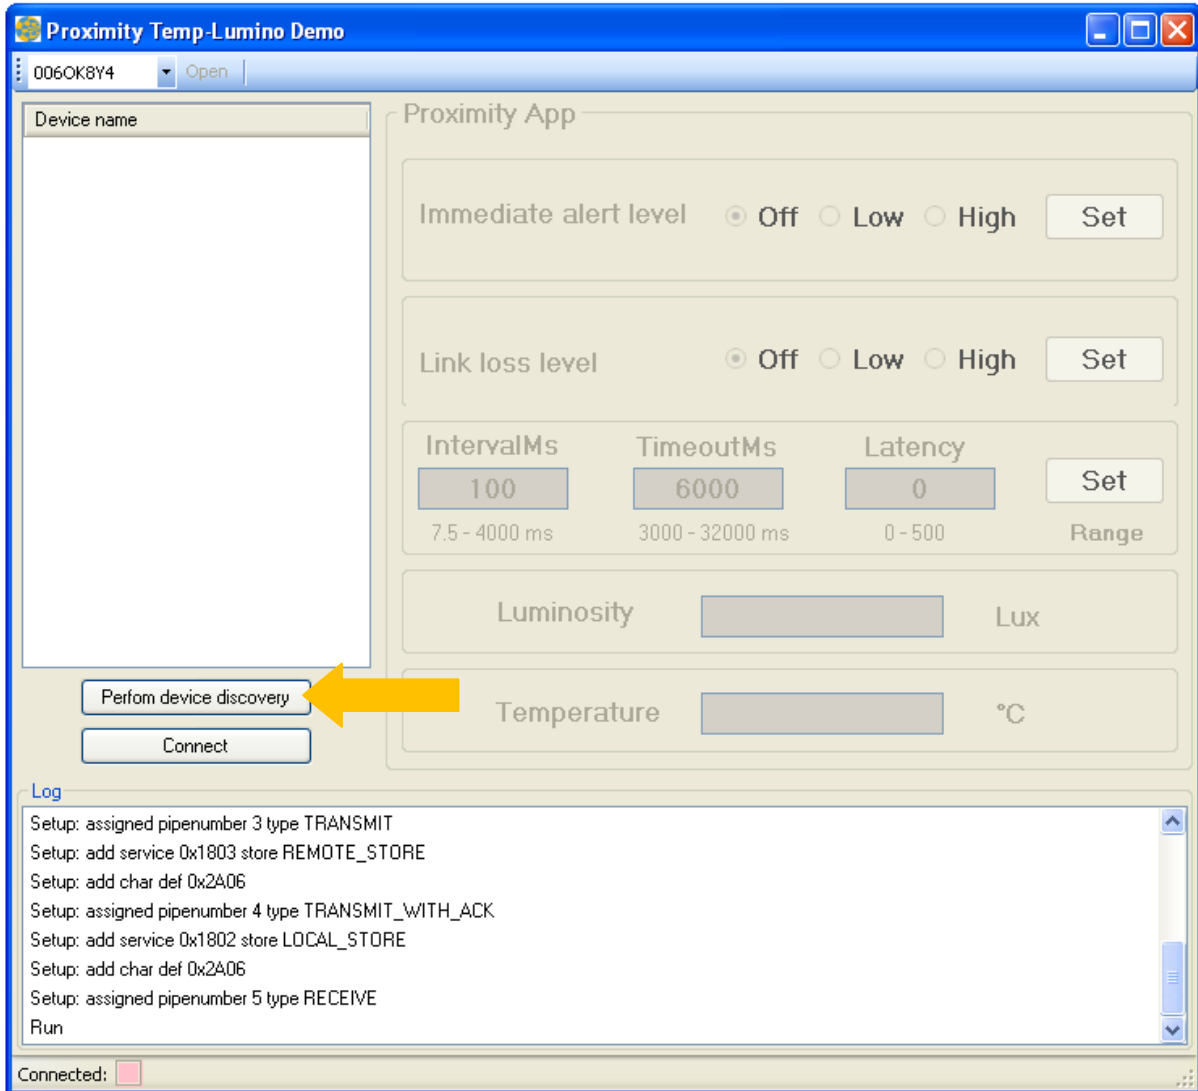 Proximity Temp-Lumino Demo
006OK8Y4 Open
Device name
Proximity App
Immediate alert level Off Low High Set
Link loss level Off Low High Set
IntervalMs TimeoutMs Latency
100 6000 0 Set
7.5 - 4000 ms 3000 - 32000 ms 0 - 500 Range
Luminosity Lux
Perfom device discovery
Temperature °C
Connect
Log
Setup: assigned pipenumber 3 type TRANSMIT
Setup: add service 0x1803 store REMOTE_STORE
Setup: add char def 0x2A06
Setup: assigned pipenumber 4 type TRANSMIT_WITH_ACK
Setup: add service 0x1802 store LOCAL_STORE
Setup: add char def 0x2A06
Setup: assigned pipenumber 5 type RECEIVE
Run
Connected: